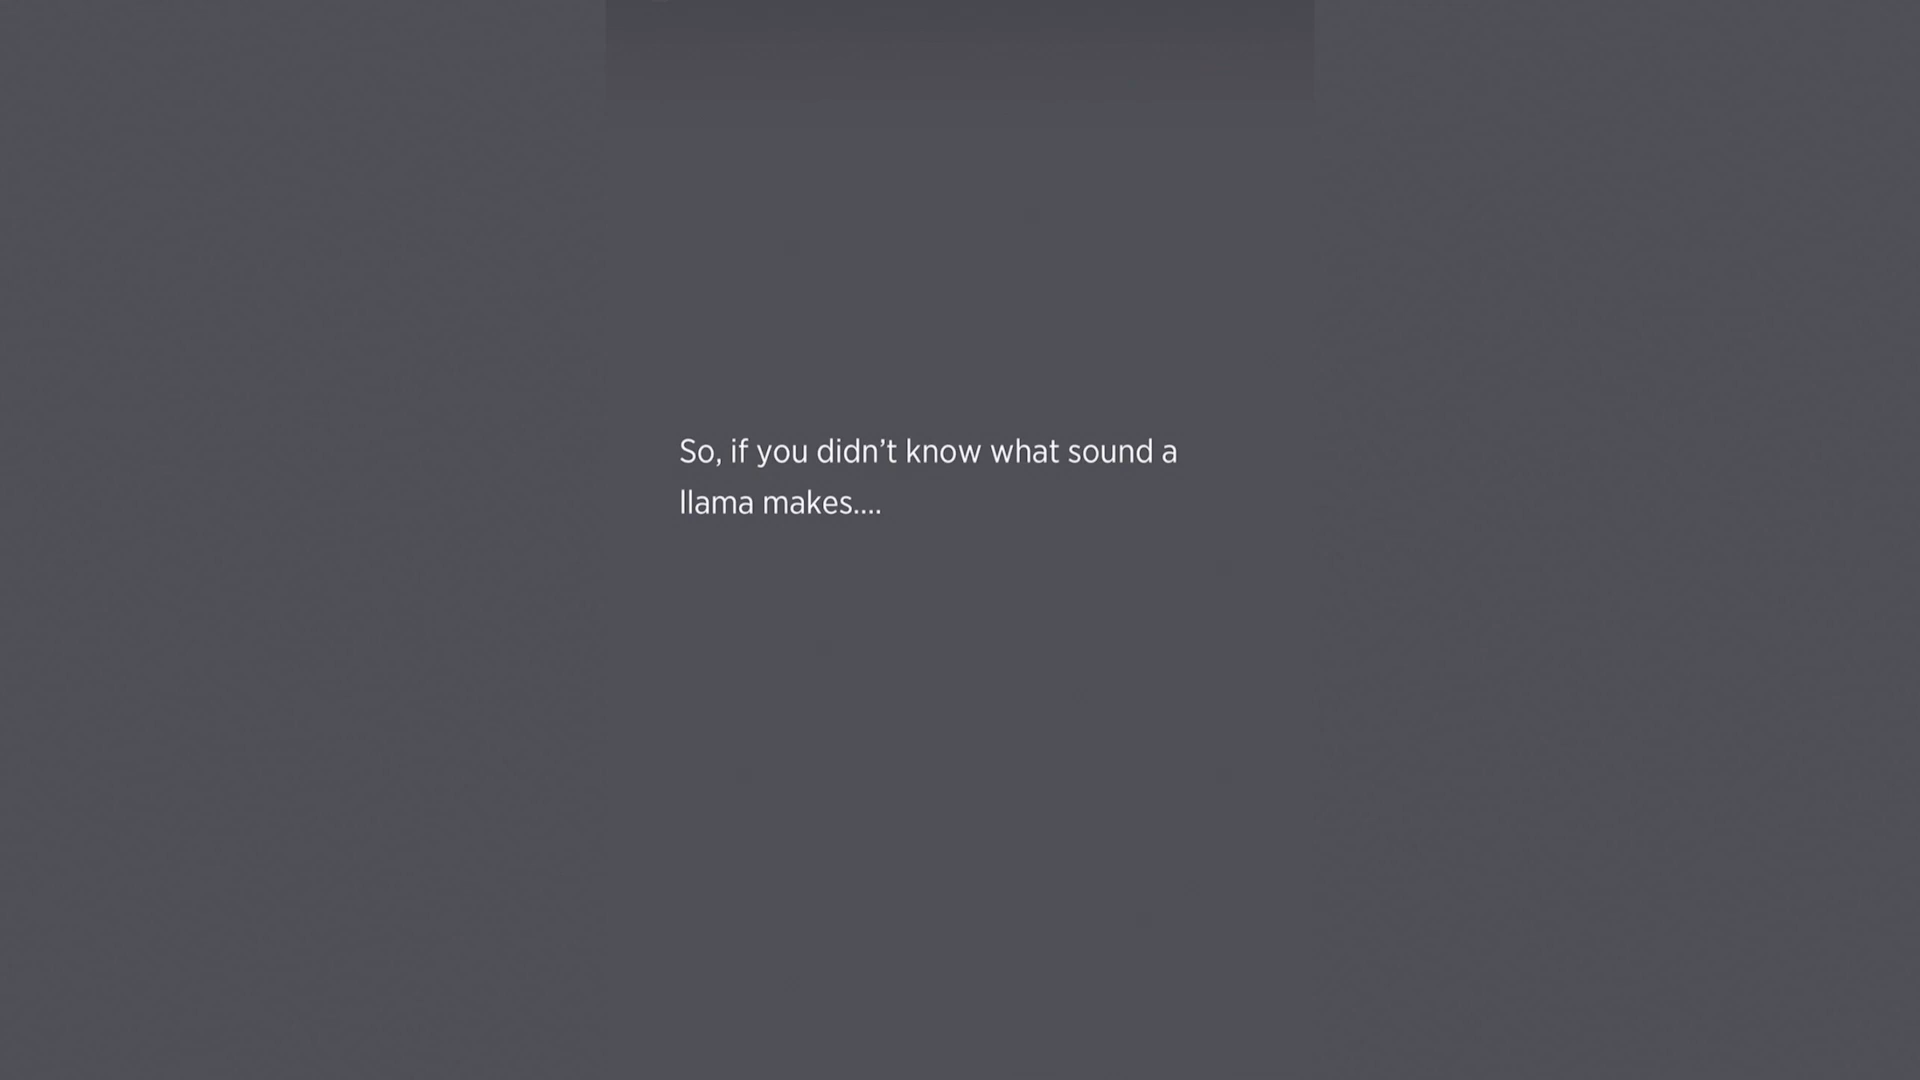 So, if you didn’t know what sound a
llama makes....